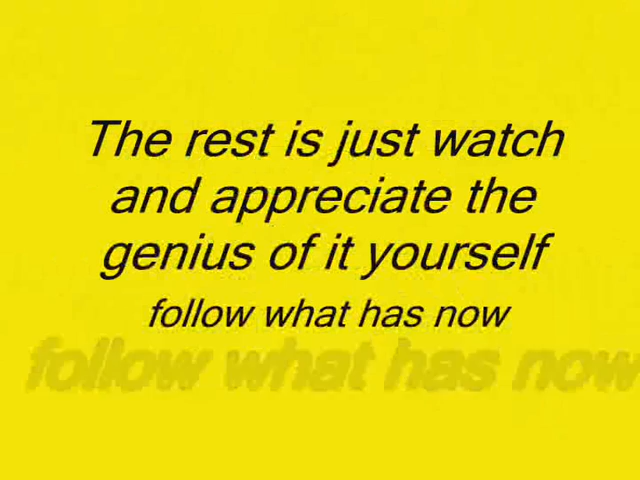 The rest is just watch
and appreciate the
genius of it yourself
follow what has now
follow what has now